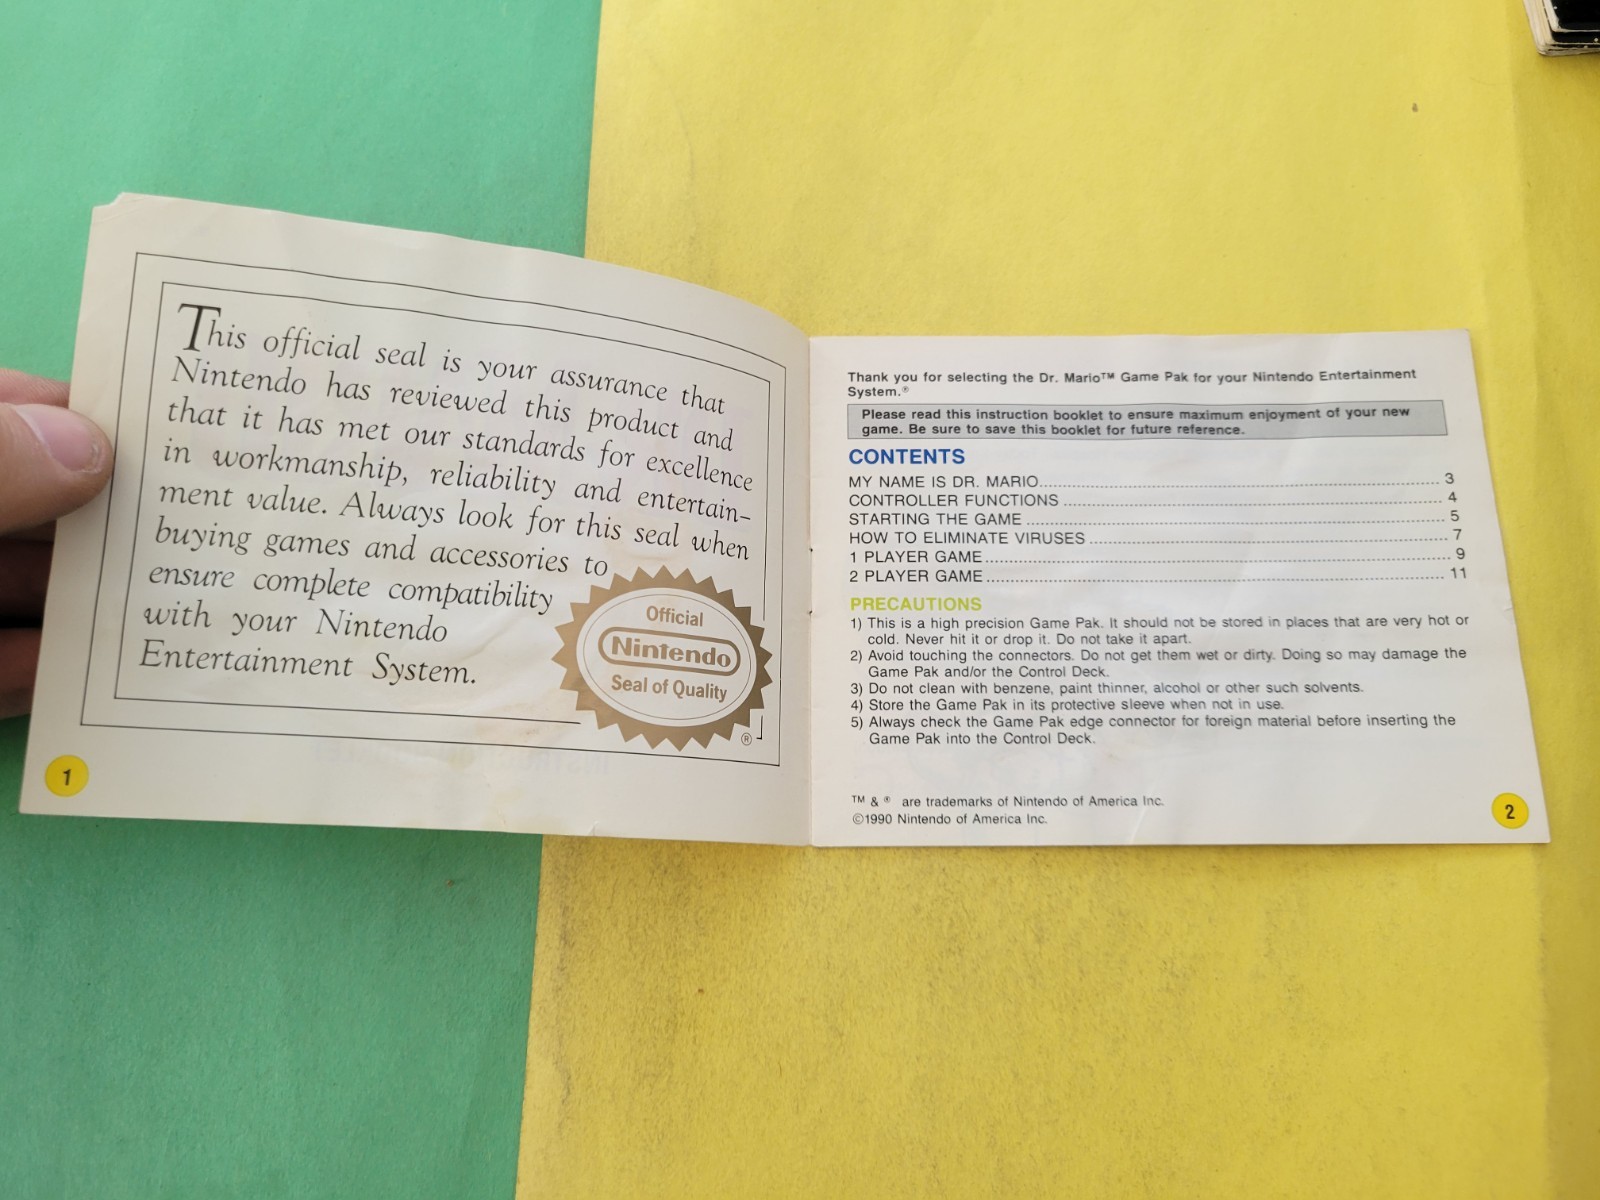 This official seal is your assurance that
Nintendo has reviewed this product and
that it has met our standards for excellence
in workmanship, reliability and entertain-
ment value. Always look for this seal when
buying games and accessories to
ensure complete compatibility
with your Nintendo
Entertainment System.
Official
Nintendo
Seal of Quality
®
1
Thank you for selecting the Dr. Mario™ Game Pak for your Nintendo Entertainment
System.®
Please read this instruction booklet to ensure maximum enjoyment of your new
game. Be sure to save this booklet for future reference.
CONTENTS
MY NAME IS DR. MARIO........................................ 3
CONTROLLER FUNCTIONS ........................................ 4
STARTING THE GAME ........................................ 5
HOW TO ELIMINATE VIRUSES ........................................ 7
1 PLAYER GAME........................................ 9
2 PLAYER GAME........................................ 11
PRECAUTIONS
1) This is a high precision Game Pak. It should not be stored in places that are very hot or
cold. Never hit it or drop it. Do not take it apart.
2) Avoid touching the connectors. Do not get them wet or dirty. Doing so may damage the
Game Pak and/or the Control Deck.
3) Do not clean with benzene, paint thinner, alcohol or other such solvents.
4) Store the Game Pak in its protective sleeve when not in use.
5) Always check the Game Pak edge connector for foreign material before inserting the
Game Pak into the Control Deck.
TM & ® are trademarks of Nintendo of America Inc.
©1990 Nintendo of America Inc.
2